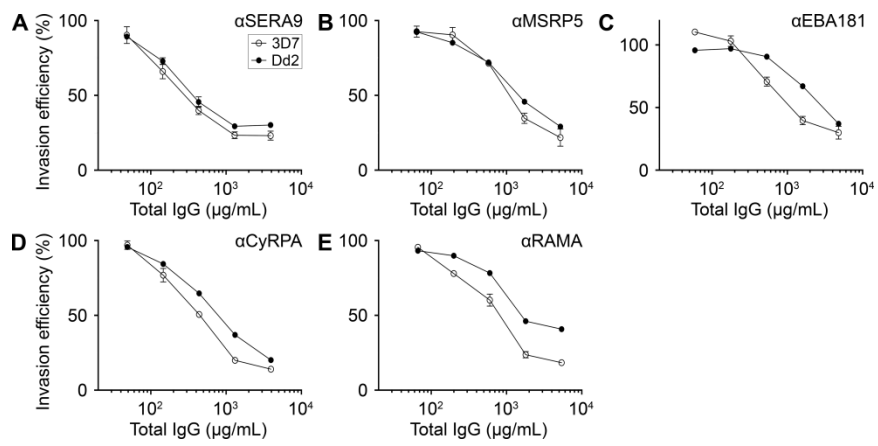 A
αSERA9
3D7
Dd2
Invasion efficiency (%)
100
50
0
10²
10³
10⁴
Total IgG (µg/mL)
B
αMSRP5
100
50
0
10²
10³
10⁴
Total IgG (µg/mL)
C
αEBA181
100
50
0
10²
10³
10⁴
Total IgG (µg/mL)
D
αCyRPA
Invasion efficiency (%)
100
50
0
10²
10³
10⁴
Total IgG (µg/mL)
E
αRAMA
100
50
0
10²
10³
10⁴
Total IgG (µg/mL)